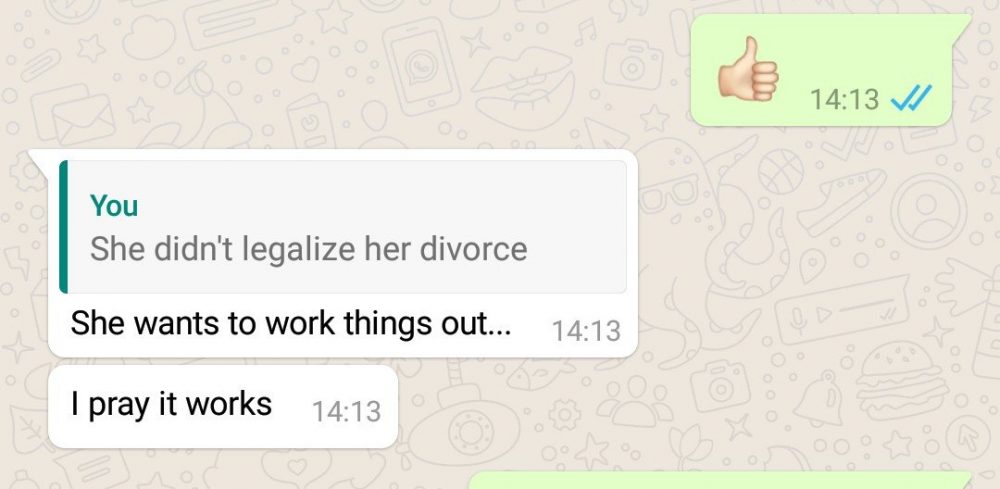 👍🏻
14:13
You
She didn't legalize her divorce
She wants to work things out... 14:13
I pray it works 14:13